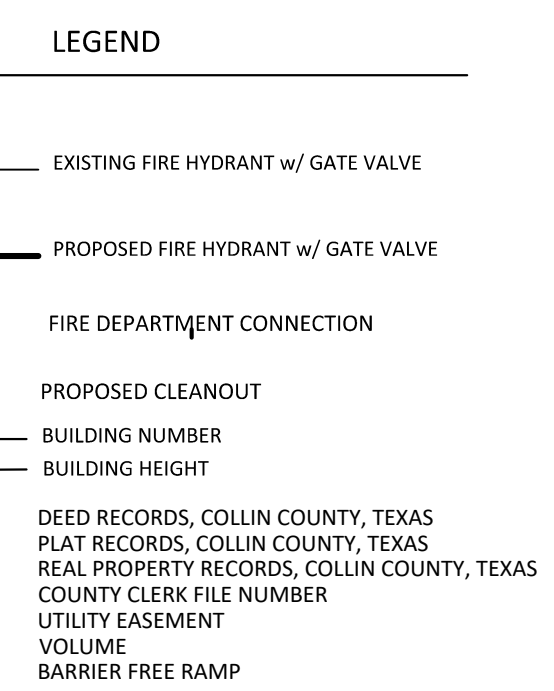 LEGEND
EXISTING FIRE HYDRANT w/ GATE VALVE
PROPOSED FIRE HYDRANT w/ GATE VALVE
FIRE DEPARTMENT CONNECTION
PROPOSED CLEANOUT
BUILDING NUMBER
BUILDING HEIGHT
DEED RECORDS, COLLIN COUNTY, TEXAS
PLAT RECORDS, COLLIN COUNTY, TEXAS
REAL PROPERTY RECORDS, COLLIN COUNTY, TEXAS
COUNTY CLERK FILE NUMBER
UTILITY EASEMENT
VOLUME
BARRIER FREE RAMP